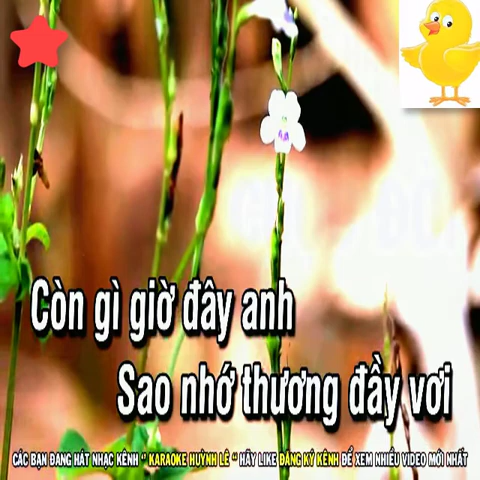 Còn gì giờ đây anh
Sao nhớ thương đầy vơi
CÁC BẠN ĐANG HÁT NHẠC KÊNH " KARAOKE HUỲNH LÊ " HÃY LIKE ĐĂNG KÝ KÊNH ĐỂ XEM NHIỀU VIDEO MỚI NHẤT